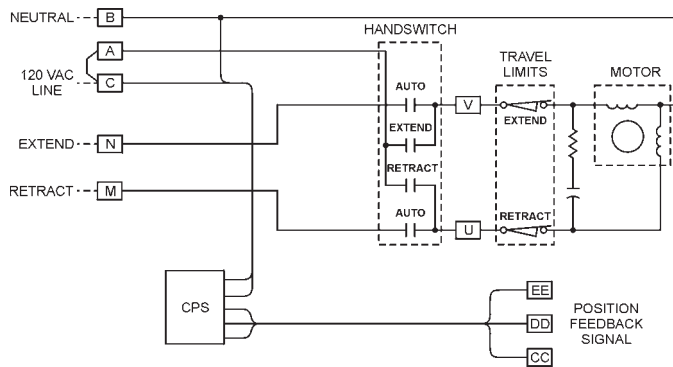 NEUTRAL B
HANDSWITCH
A
120 VAC
LINE
C
TRAVEL
LIMITS
MOTOR
AUTO
V
EXTEND
EXTEND
EXTEND N
RETRACT
RETRACT M
AUTO
U
RETRACT
CPS
EE
DD
CC
POSITION
FEEDBACK
SIGNAL